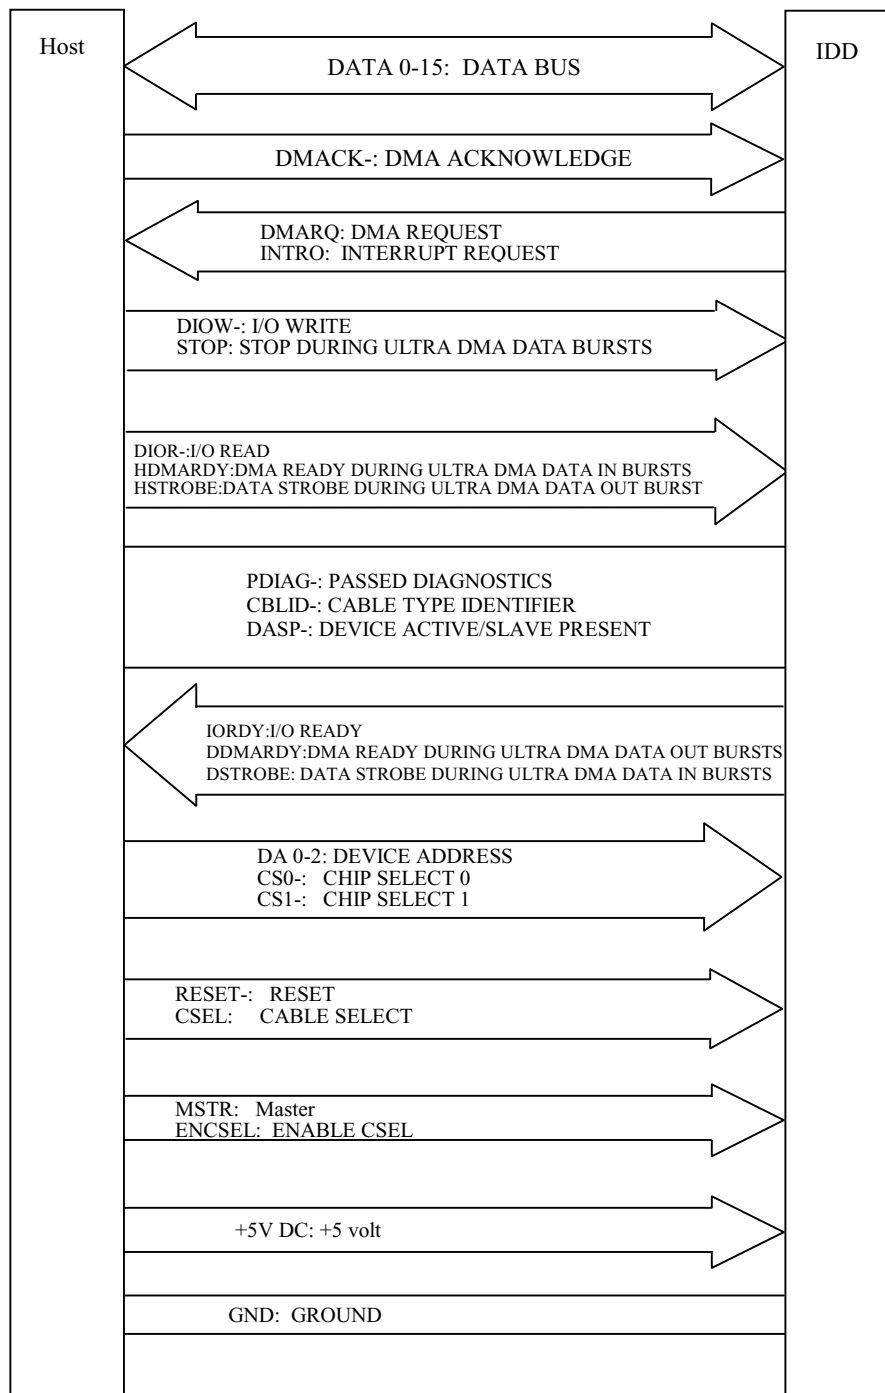 Host
IDD
DATA 0-15: DATA BUS
DMACK-: DMA ACKNOWLEDGE
DMARQ: DMA REQUEST
INTRO: INTERRUPT REQUEST
DIOW-: I/O WRITE
STOP: STOP DURING ULTRA DMA DATA BURSTS
DIOR-:I/O READ
HDMARDY:DMA READY DURING ULTRA DMA DATA IN BURSTS
HSTROBE:DATA STROBE DURING ULTRA DMA DATA OUT BURST
PDIAG-: PASSED DIAGNOSTICS
CBLID-: CABLE TYPE IDENTIFIER
DASP-: DEVICE ACTIVE/SLAVE PRESENT
IORDY:I/O READY
DDMARDY:DMA READY DURING ULTRA DMA DATA OUT BURSTS
DSTROBE: DATA STROBE DURING ULTRA DMA DATA IN BURSTS
DA 0-2: DEVICE ADDRESS
CS0-: CHIP SELECT 0
CS1-: CHIP SELECT 1
RESET-: RESET
CSEL: CABLE SELECT
MSTR: Master
ENCSEL: ENABLE CSEL
+5V DC: +5 volt
GND: GROUND